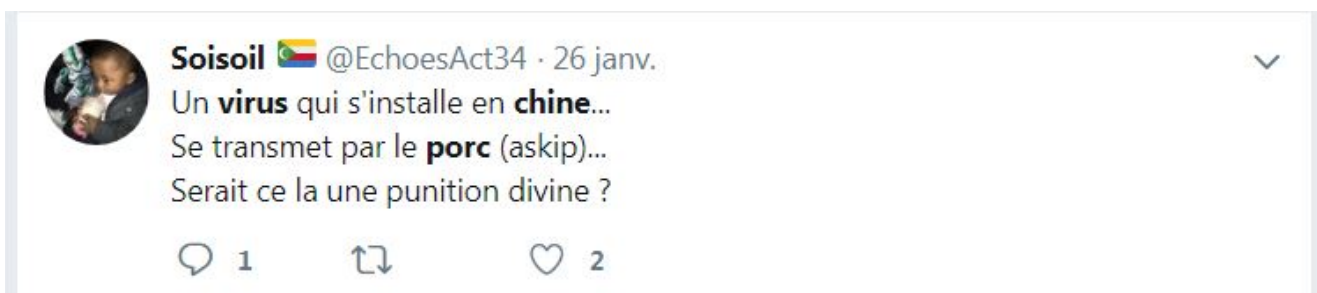 Soisoil @EchoesAct34 · 26 janv.
Un virus qui s'installe en chine...
Se transmet par le porc (askip)...
Serait ce la une punition divine ?
1 2